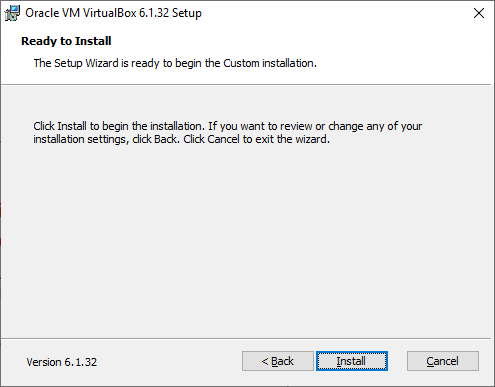 Oracle VM VirtualBox 6.1.32 Setup
Ready to Install
The Setup Wizard is ready to begin the Custom installation.
Click Install to begin the installation. If you want to review or change any of your
installation settings, click Back. Click Cancel to exit the wizard.
Version 6.1.32
< Back
Install
Cancel